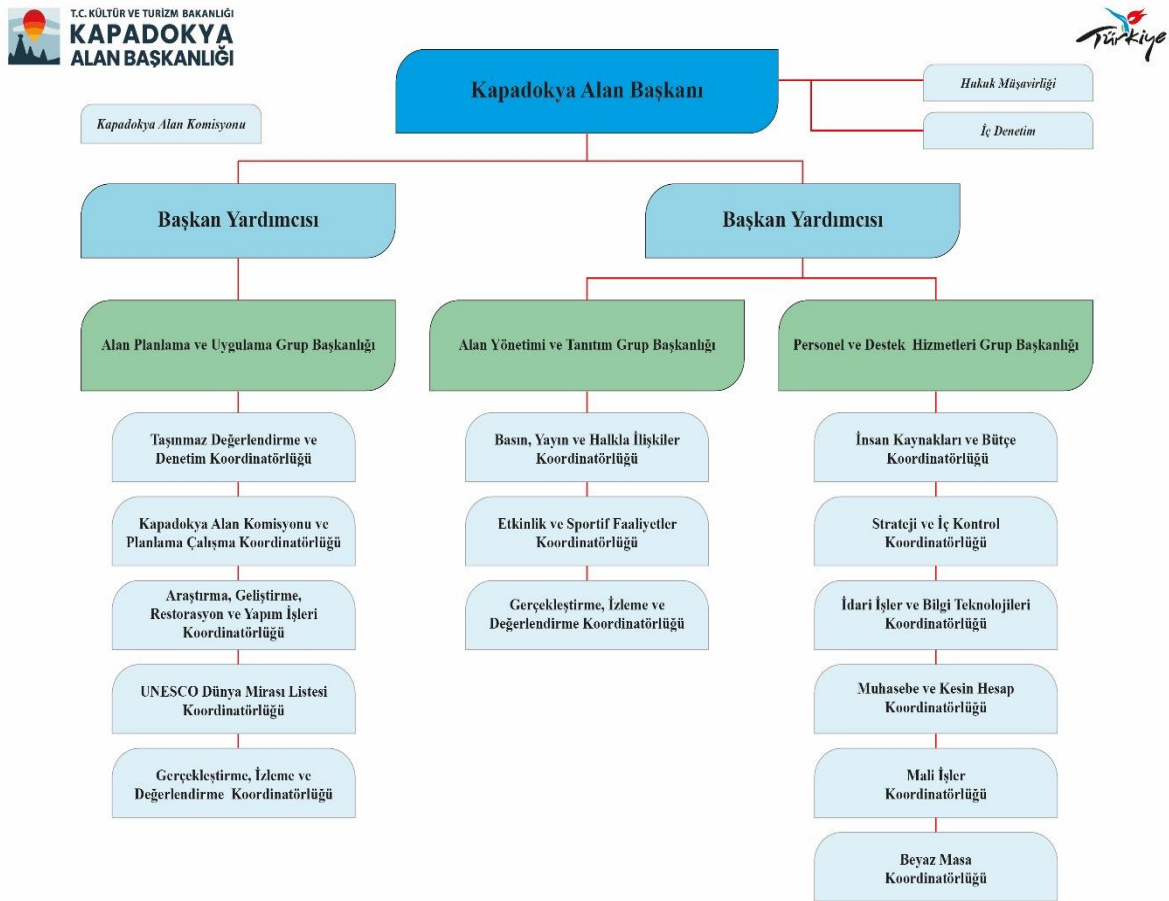 T.C. KÜLTÜR VE TURİZM BAKANLIĞI
KAPADOKYA
ALAN BAŞKANLIĞI
Türkiye
Kapadokya Alan Başkanı
Hukuk Müşavirliği
Kapadokya Alan Komisyonu
İç Denetim
Başkan Yardımcısı
Başkan Yardımcısı
Alan Planlama ve Uygulama Grup Başkanlığı
Alan Yönetimi ve Tanıtım Grup Başkanlığı
Personel ve Destek Hizmetleri Grup Başkanlığı
Taşınmaz Değerlendirme ve
Denetim Koordinatörlüğü
Kapadokya Alan Komisyonu ve
Planlama Çalışma Koordinatörlüğü
Araştırma, Geliştirme,
Restorasyon ve Yapım İşleri
Koordinatörlüğü
UNESCO Dünya Mirası Listesi
Koordinatörlüğü
Gerçekleştirme, İzleme ve
Değerlendirme Koordinatörlüğü
Basın, Yayın ve Halkla İlişkiler
Koordinatörlüğü
Etkinlik ve Sportif Faaliyetler
Koordinatörlüğü
Gerçekleştirme, İzleme ve
Değerlendirme Koordinatörlüğü
İnsan Kaynakları ve Bütçe
Koordinatörlüğü
Strateji ve İç Kontrol
Koordinatörlüğü
İdari İşler ve Bilgi Teknolojileri
Koordinatörlüğü
Muhasebe ve Kesin Hesap
Koordinatörlüğü
Mali İşler
Koordinatörlüğü
Beyaz Masa
Koordinatörlüğü